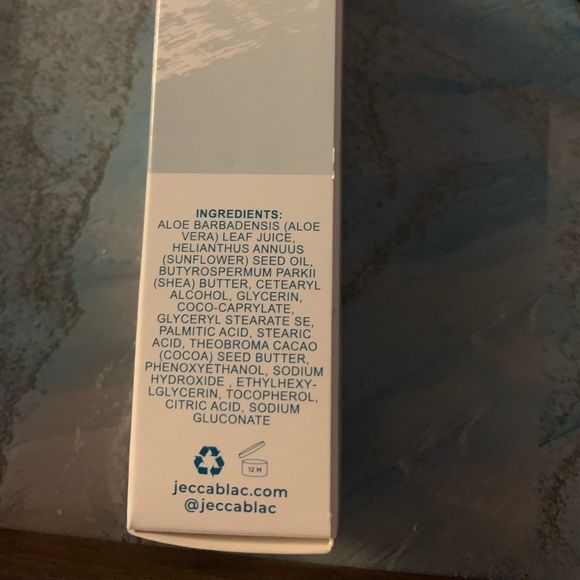 INGREDIENTS:
ALOE BARBADENSIS (ALOE
VERA) LEAF JUICE,
HELIANTHUS ANNUUS
(SUNFLOWER) SEED OIL,
BUTYROSPERMUM PARKII
(SHEA) BUTTER, CETEARYL
ALCOHOL, GLYCERIN,
COCO-CAPRYLATE,
GLYCERYL STEARATE SE,
PALMITIC ACID, STEARIC
ACID, THEOBROMA CACAO
(COCOA) SEED BUTTER,
PHENOXYETHANOL, SODIUM
HYDROXIDE , ETHYLHEXY-
LGLYCERIN, TOCOPHEROL,
CITRIC ACID, SODIUM
GLUCONATE
12 M
jeccablac.com
@jeccablac